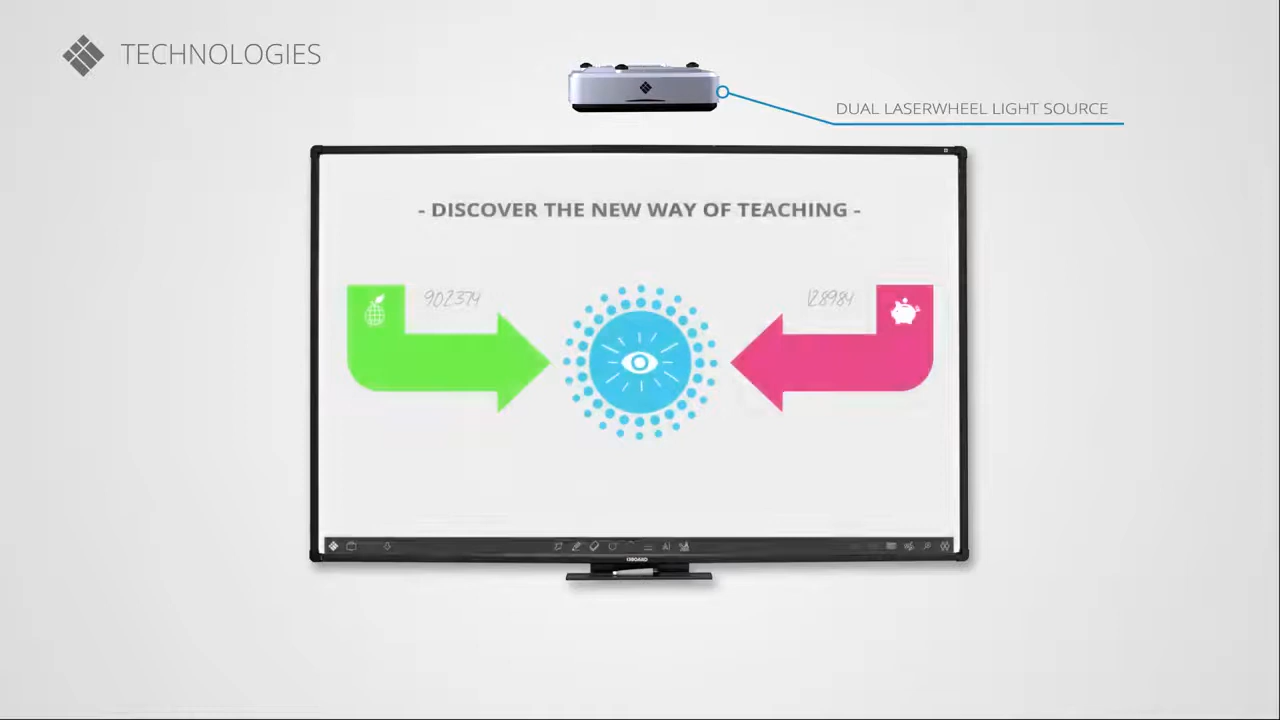 TECHNOLOGIES
DUAL LASERWHEEL LIGHT SOURCE
- DISCOVER THE NEW WAY OF TEACHING -
902374
128984